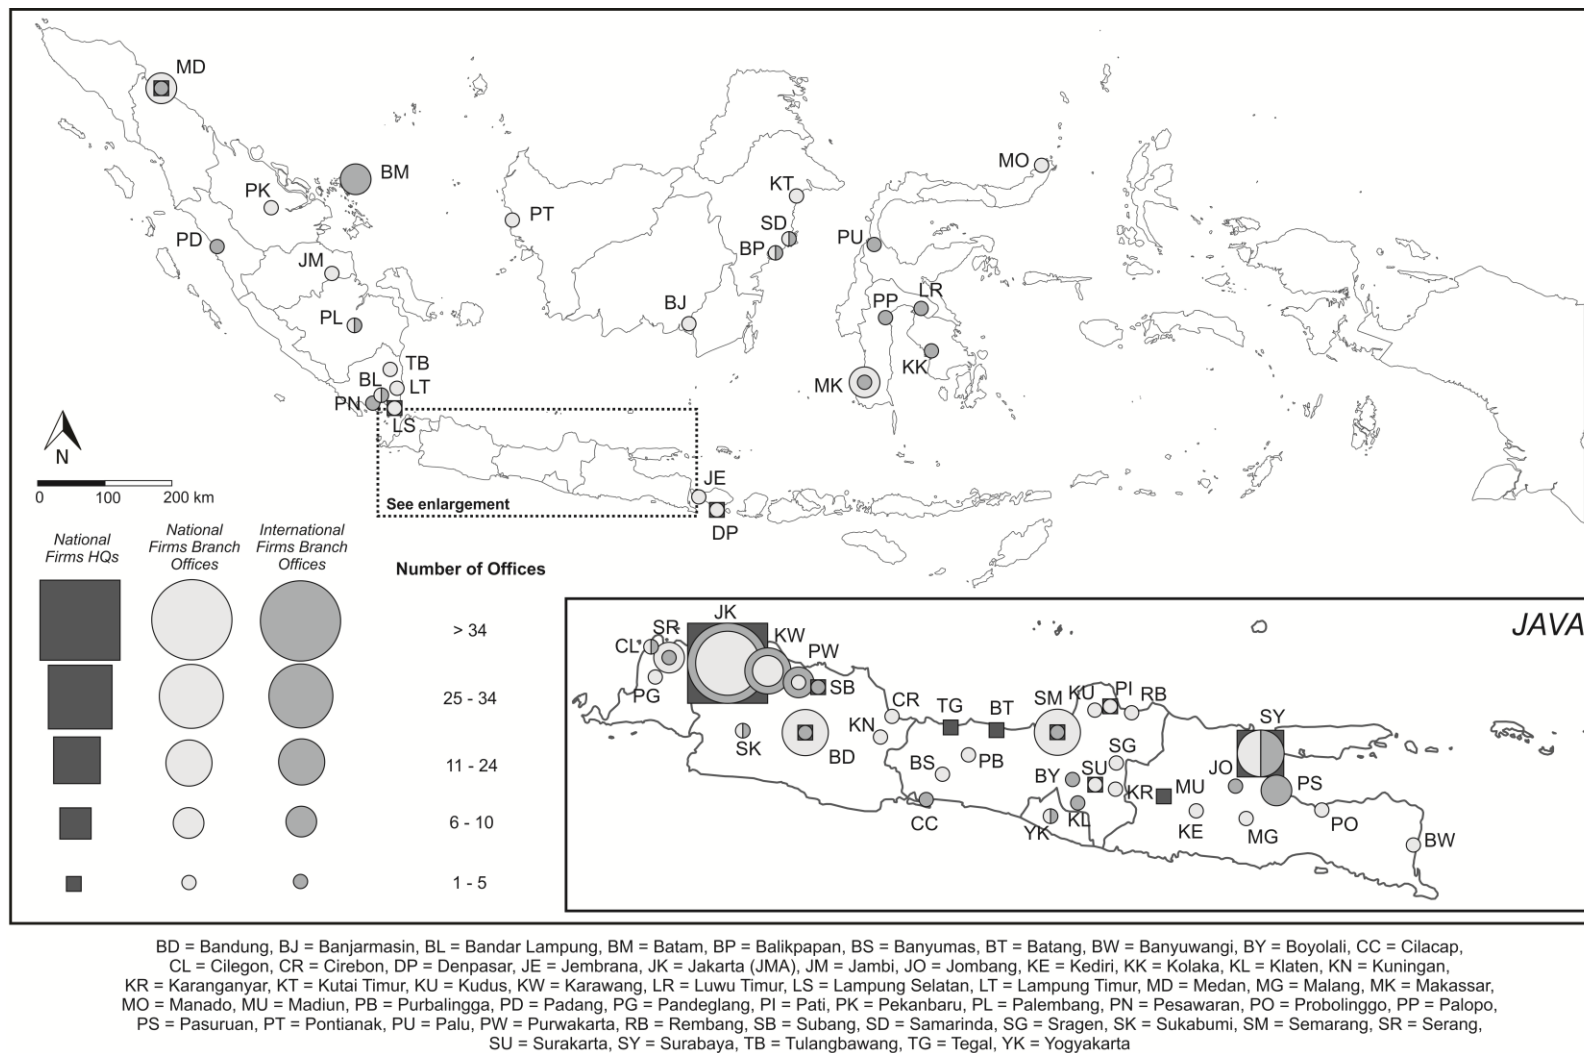 MD
BM
PK
PD
JM
PL
TB
BL
LT
PN
LS
PT
KT
SD
BP
BJ
MO
PU
LR
PP
KK
MK
JE
DP
N
0 100 200 km
See enlargement
National Firms HQs
National Firms Branch Offices
International Firms Branch Offices
Number of Offices
> 34
25 - 34
11 - 24
6 - 10
1 - 5
JAVA
JK
SR
KW
CL
PW
PG
SB
SK
BD
KN
CR
TG
BT
SM
KU
PI
RB
SY
BS
PB
SG
BY
SU
KR
MU
JO
PS
CC
YK
KL
KE
MG
PO
BW
BD = Bandung, BJ = Banjarmasin, BL = Bandar Lampung, BM = Batam, BP = Balikpapan, BS = Banyumas, BT = Batang, BW = Banyuwangi, BY = Boyolali, CC = Cilacap,
CL = Cilegon, CR = Cirebon, DP = Denpasar, JE = Jembrana, JK = Jakarta (JMA), JM = Jambi, JO = Jombang, KE = Kediri, KK = Kolaka, KL = Klaten, KN = Kuningan,
KR = Karanganyar, KT = Kutai Timur, KU = Kudus, KW = Karawang, LR = Luwu Timur, LS = Lampung Selatan, LT = Lampung Timur, MD = Medan, MG = Malang, MK = Makassar,
MO = Manado, MU = Madiun, PB = Purbalingga, PD = Padang, PG = Pandeglang, PI = Pati, PK = Pekanbaru, PL = Palembang, PN = Pesawaran, PO = Probolinggo, PP = Palopo,
PS = Pasuruan, PT = Pontianak, PU = Palu, PW = Purwakarta, RB = Rembang, SB = Subang, SD = Samarinda, SG = Sragen, SK = Sukabumi, SM = Semarang, SR = Serang,
SU = Surakarta, SY = Surabaya, TB = Tulangbawang, TG = Tegal, YK = Yogyakarta